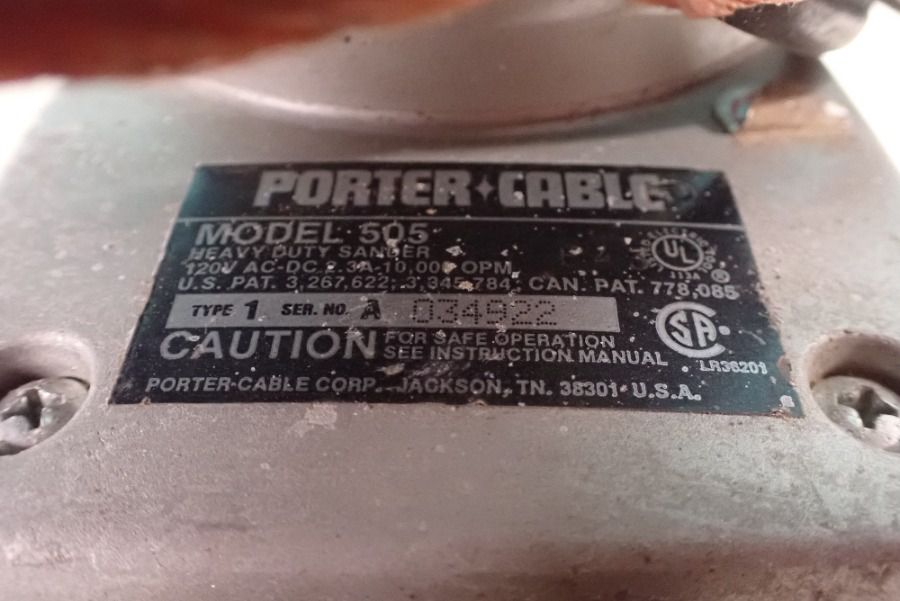 PORTER+CABLE
MODEL 505
HEAVY DUTY SANDER
120V AC-DC 2.3A-10,000 OPM
U.S. PAT. 3,267,622, 3,345,784, CAN. PAT. 778,085
TYPE 1 SER. NO. A 034922
CAUTION FOR SAFE OPERATION
SEE INSTRUCTION MANUAL
UL
®
SA
LR36201
PORTER-CABLE CORP. JACKSON, TN. 38301 U.S.A.